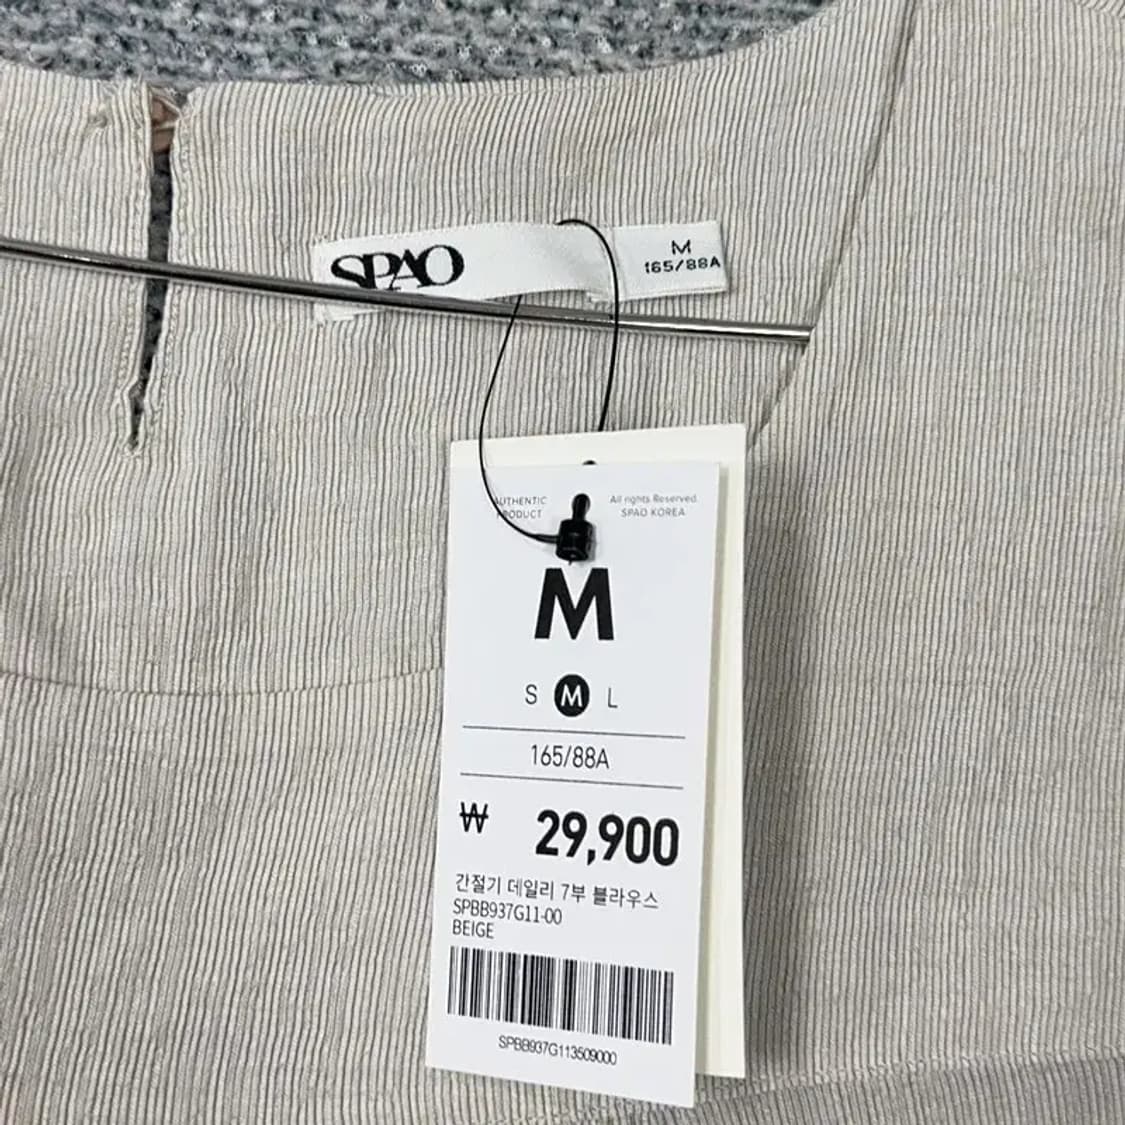 SPAO
M
165/88A
AUTHENTIC
PRODUCT
All rights Reserved.
SPAO KOREA
M
S M L
165/88A
₩ 29,900
간절기 데일리 7부 블라우스
SPBB937G11-00
BEIGE
SPBB937G113509000